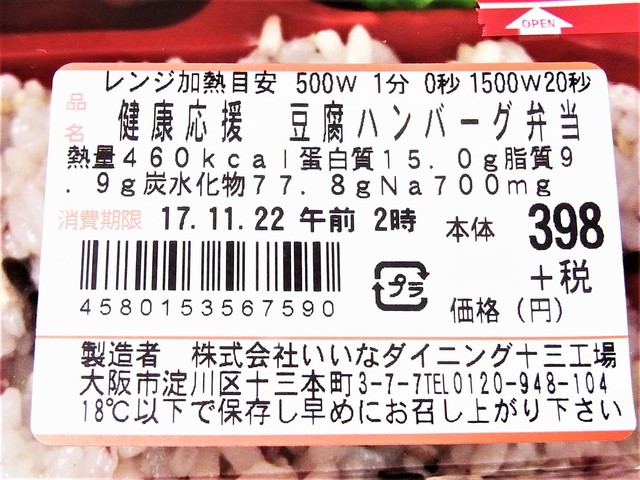 OPEN
レンジ加熱目安 500W 1分 0秒 1500W20秒
品名 健康応援 豆腐ハンバーグ弁当
熱量460kcal蛋白質15.0g脂質9
.9g炭水化物77.8gNa700mg
消費期限 17.11.22 午前 2時 本体 398
+税
プラ
4580153567590 価格(円)
製造者 株式会社いいなダイニング十三工場
大阪市淀川区十三本町3-7-7TEL0120-948-104
18℃以下で保存し早めにお召し上がり下さい